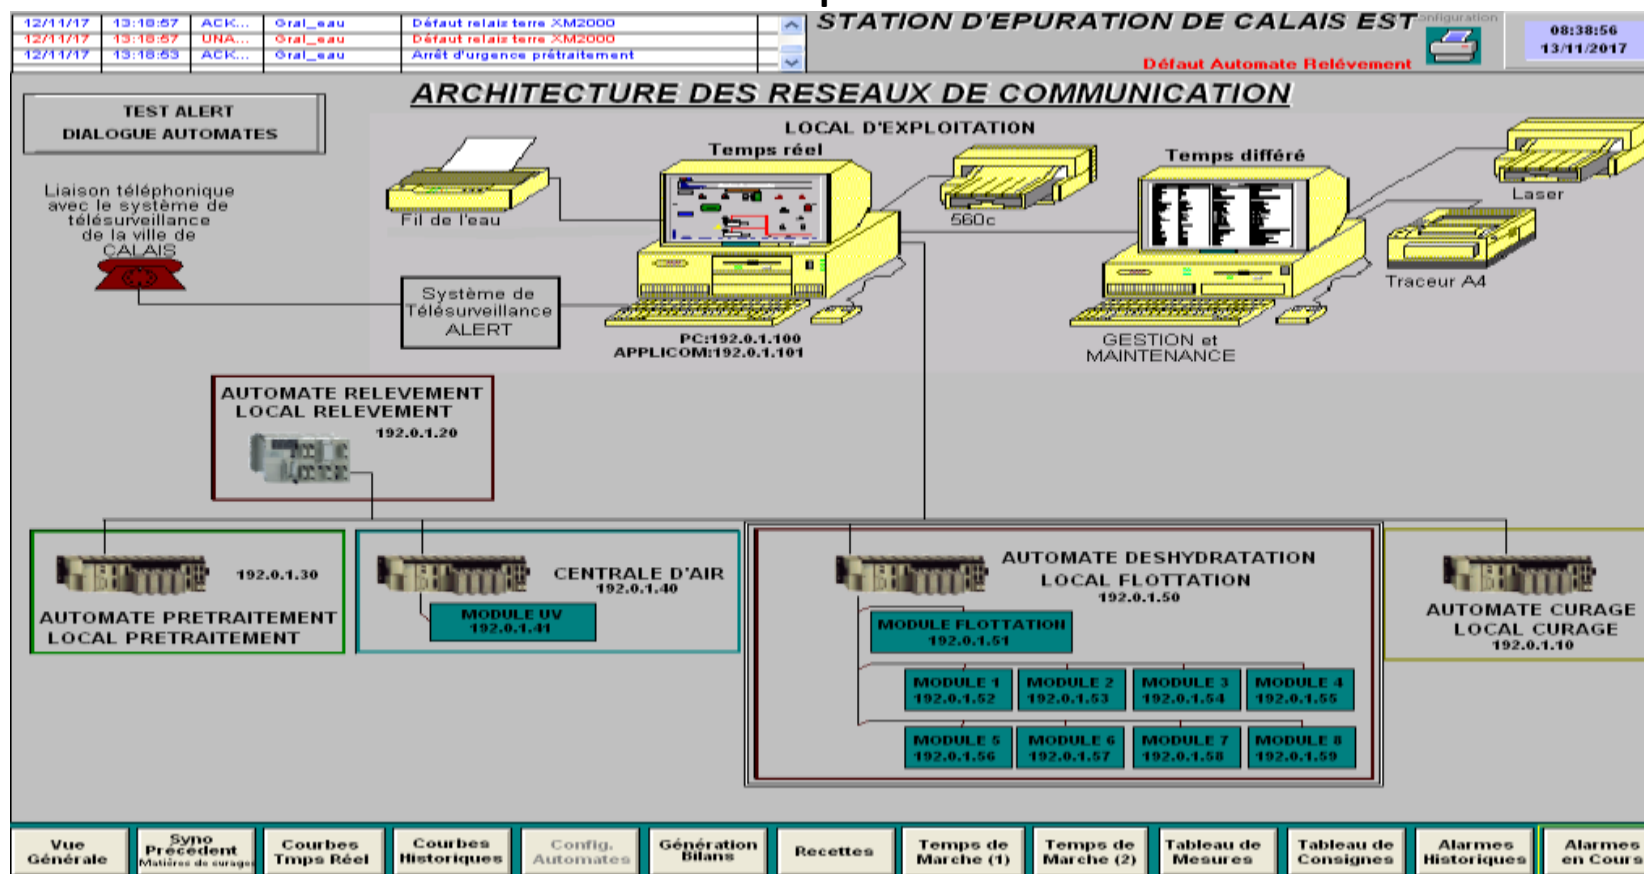 12/11/17 13:18:57 ACK... Gral_eau Défaut relais terre XM2000
12/11/17 13:18:57 UNA... Gral_eau Défaut relais terre XM2000
12/11/17 13:18:53 ACK... Gral_eau Arrêt d'urgence prétraitement
STATION D'EPURATION DE CALAIS EST
onfiguration
08:38:56
13/11/2017
Défaut Automate Relévement
ARCHITECTURE DES RESEAUX DE COMMUNICATION
TEST ALERT
DIALOGUE AUTOMATES
LOCAL D'EXPLOITATION
Temps réel
Temps différé
Liaison téléphonique
avec le système de
télésurveillance
de la ville de
CALAIS
Fil de l'eau
560c
Laser
Traceur A4
Système de
Télésurveillance
ALERT
PC:192.0.1.100
APPLICOM:192.0.1.101
GESTION et
MAINTENANCE
AUTOMATE RELEVEMENT
LOCAL RELEVEMENT
192.0.1.20
192.0.1.30
AUTOMATE PRETRAITEMENT
LOCAL PRETRAITEMENT
CENTRALE D'AIR
192.0.1.40
MODULE UV
192.0.1.41
AUTOMATE DESHYDRATATION
LOCAL FLOTTATION
192.0.1.50
MODULE FLOTTATION
192.0.1.51
MODULE 1
192.0.1.52
MODULE 2
192.0.1.53
MODULE 3
192.0.1.54
MODULE 4
192.0.1.55
MODULE 5
192.0.1.56
MODULE 6
192.0.1.57
MODULE 7
192.0.1.58
MODULE 8
192.0.1.59
AUTOMATE CURAGE
LOCAL CURAGE
192.0.1.10
Vue
Générale
Syno
Précédent
Matières de curages
Courbes
Tmps Réel
Courbes
Historiques
Config.
Automates
Génération
Bilans
Recettes
Temps de
Marche (1)
Temps de
Marche (2)
Tableau de
Mesures
Tableau de
Consignes
Alarmes
Historiques
Alarmes
en Cours